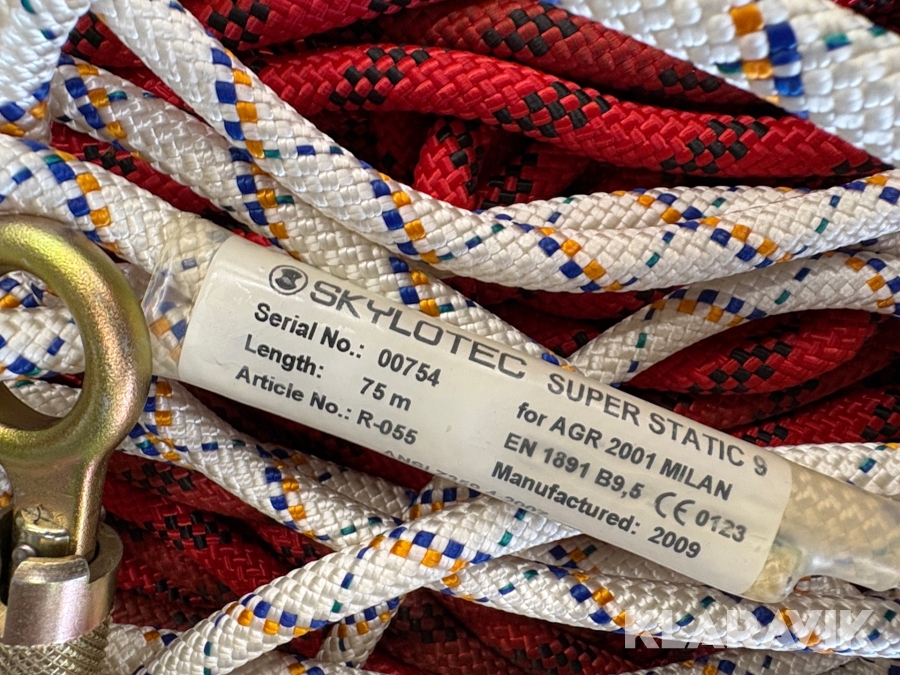 SKYLOTEC SUPER STATIC 9
Serial No.: 00754
Length: 75 m
Article No.: R-055
for AGR 2001 MILAN
EN 1891 B9,5 CE 0123
Manufactured: 2009
KLARAVIK